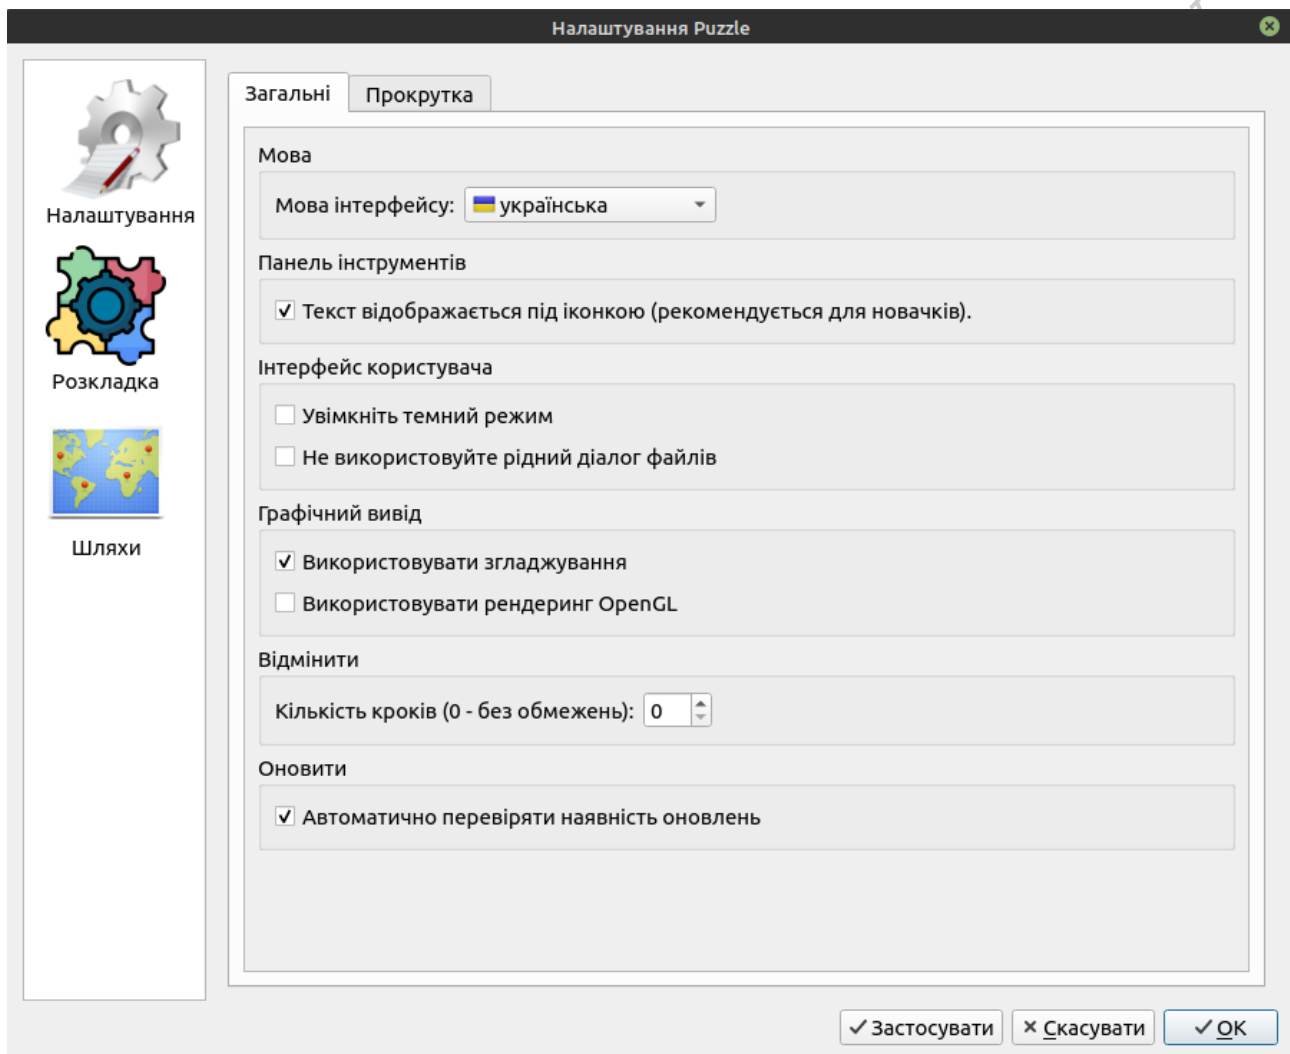 Налаштування Puzzle
Налаштування
Розкладка
Шляхи
Загальні
Прокрутка
Мова
Мова інтерфейсу: українська
Панель інструментів
Текст відображається під іконкою (рекомендується для новачків).
Інтерфейс користувача
Увімкніть темний режим
Не використовуйте рідний діалог файлів
Графічний вивід
Використовувати згладжування
Використовувати рендеринг OpenGL
Відмінити
Кількість кроків (0 - без обмежень): 0
Оновити
Автоматично перевіряти наявність оновлень
Застосувати
Скасувати
OK